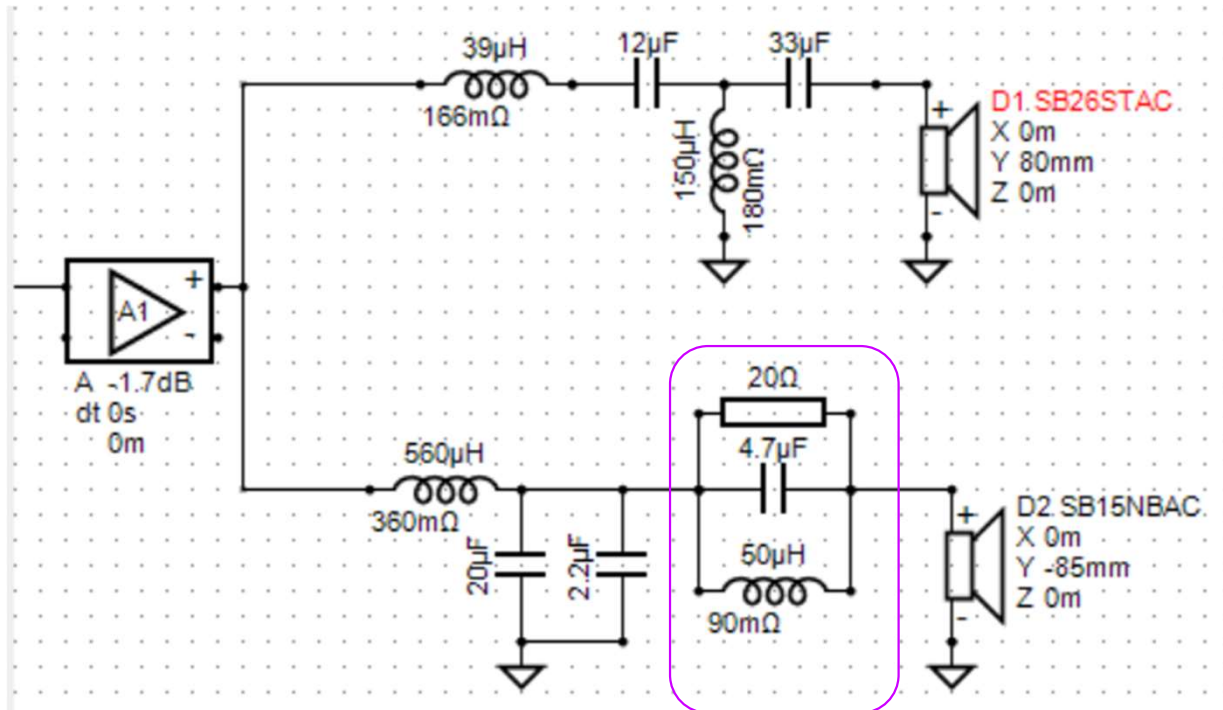 39µH
12µF
33µF
166mΩ
150µH
180mΩ
D1 SB26STAC
X 0m
Y 80mm
Z 0m
+
-
A1
+
-
A -1.7dB
dt 0s
0m
20Ω
4.7µF
560µH
360mΩ
20µF
2.2µF
50µH
90mΩ
D2 SB15NBAC
X 0m
Y -85mm
Z 0m
+
-